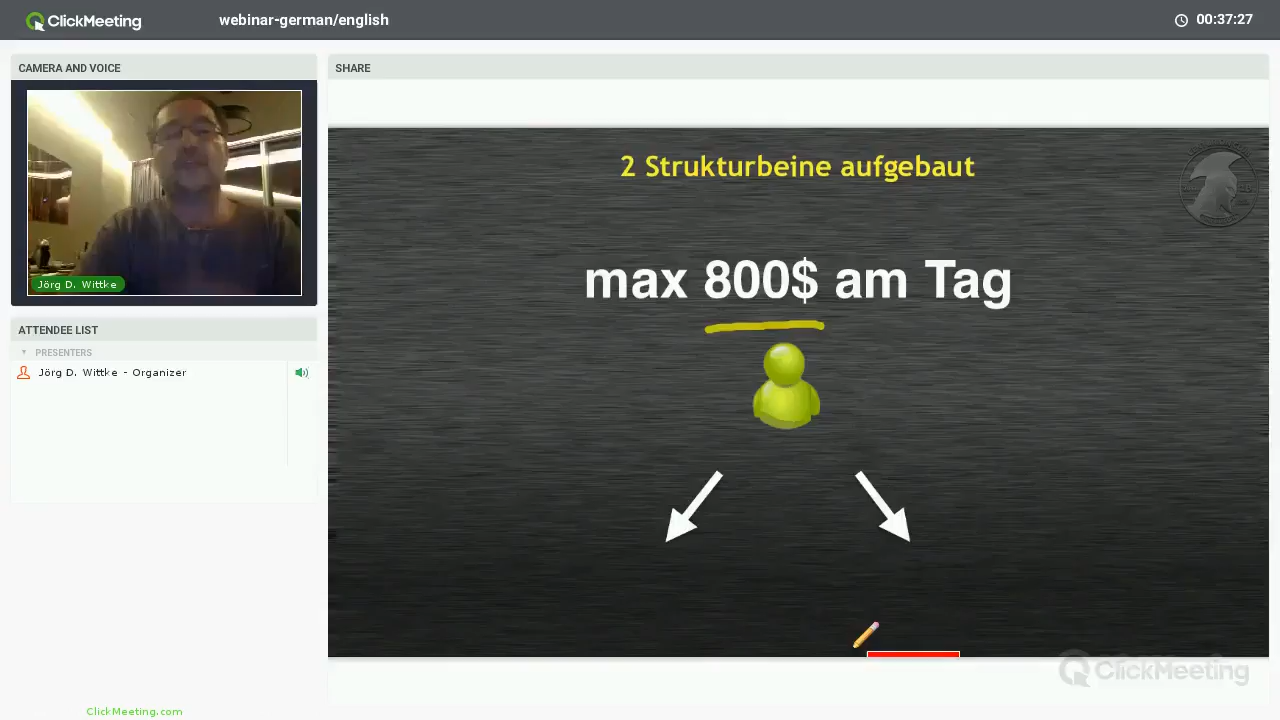 ClickMeeting
webinar-german/english
00:37:27
CAMERA AND VOICE
Jörg D. Wittke
ATTENDEE LIST
PRESENTERS
Jörg D. Wittke - Organizer
SHARE
2 Strukturbeine aufgebaut
max 800$ am Tag
ClickMeeting
ClickMeeting.com